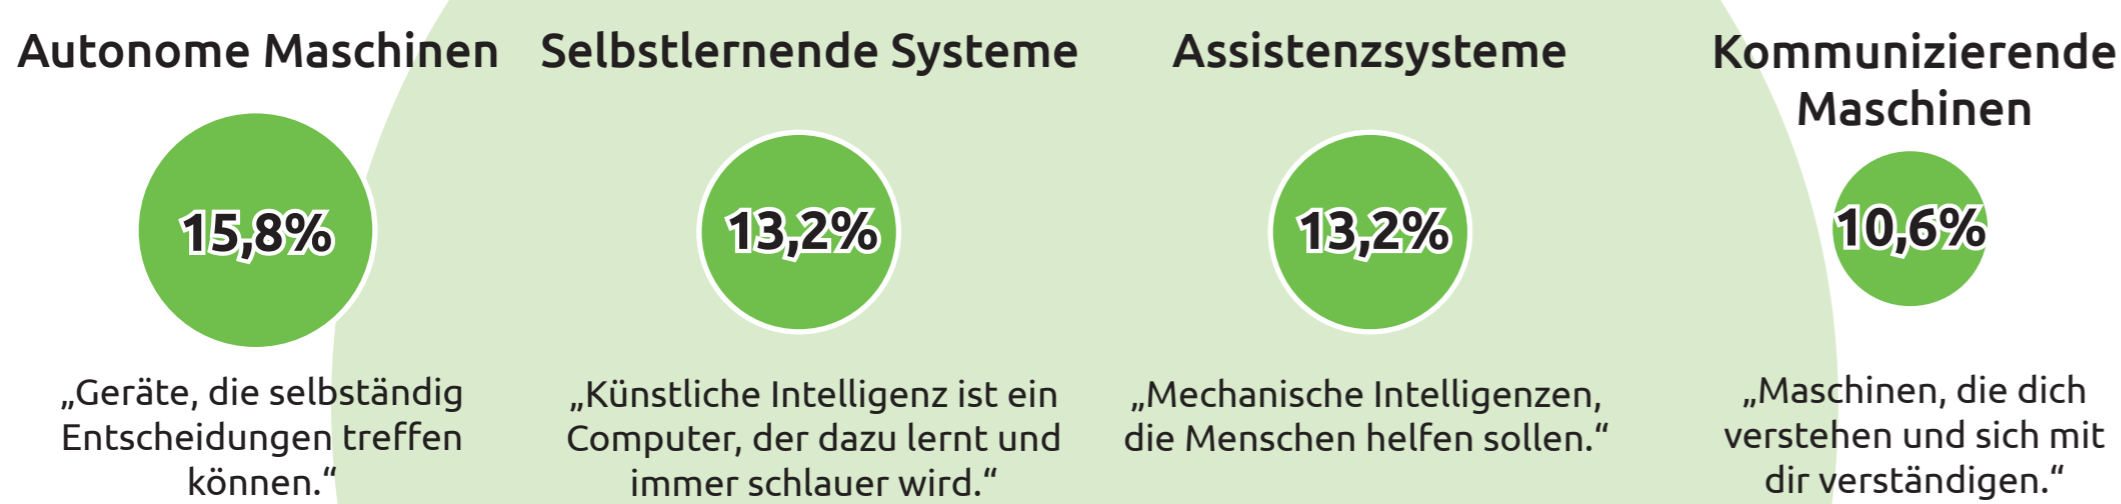 Autonome Maschinen
15,8%
„Geräte, die selbständig
Entscheidungen treffen
können.“
Selbstlernende Systeme
13,2%
„Künstliche Intelligenz ist ein
Computer, der dazu lernt und
immer schlauer wird.“
Assistenzsysteme
13,2%
„Mechanische Intelligenzen,
die Menschen helfen sollen.“
Kommunizierende
Maschinen
10,6%
„Maschinen, die dich
verstehen und sich mit
dir verständigen.“